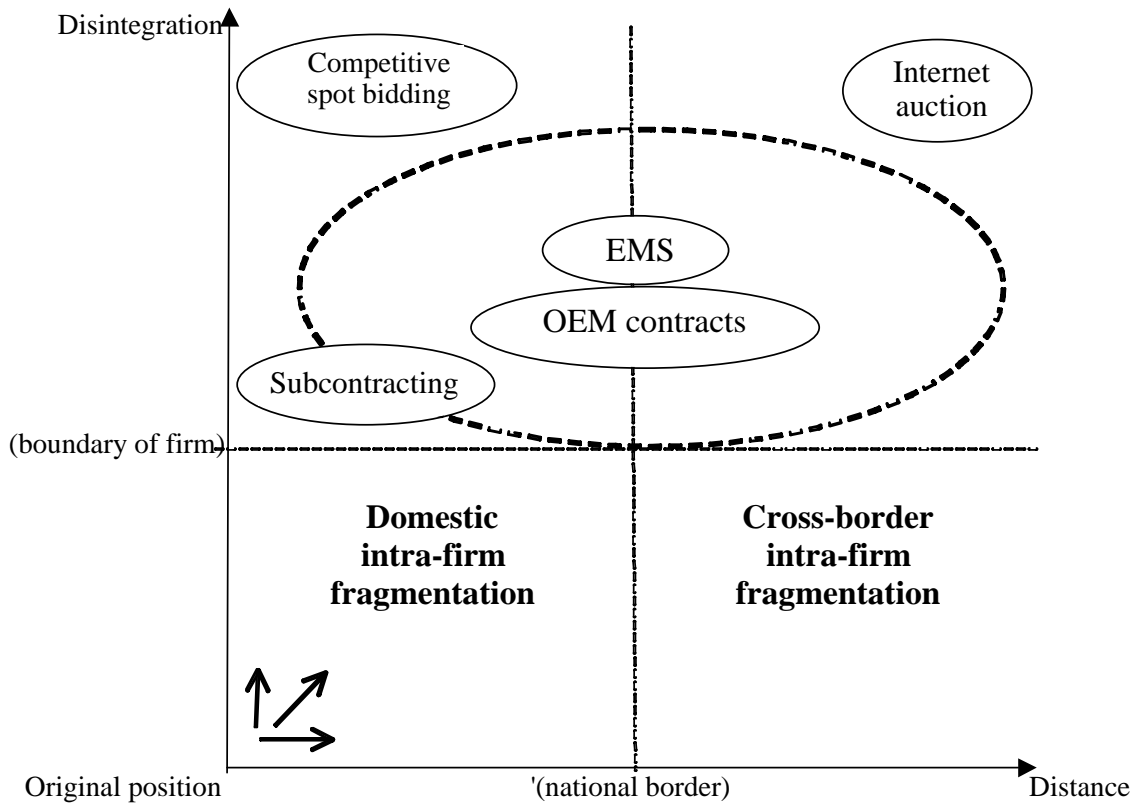 Disintegration
Competitive
spot bidding
Internet
auction
EMS
OEM contracts
Subcontracting
(boundary of firm)
Domestic
intra-firm
fragmentation
Cross-border
intra-firm
fragmentation
Original position
'(national border)
Distance